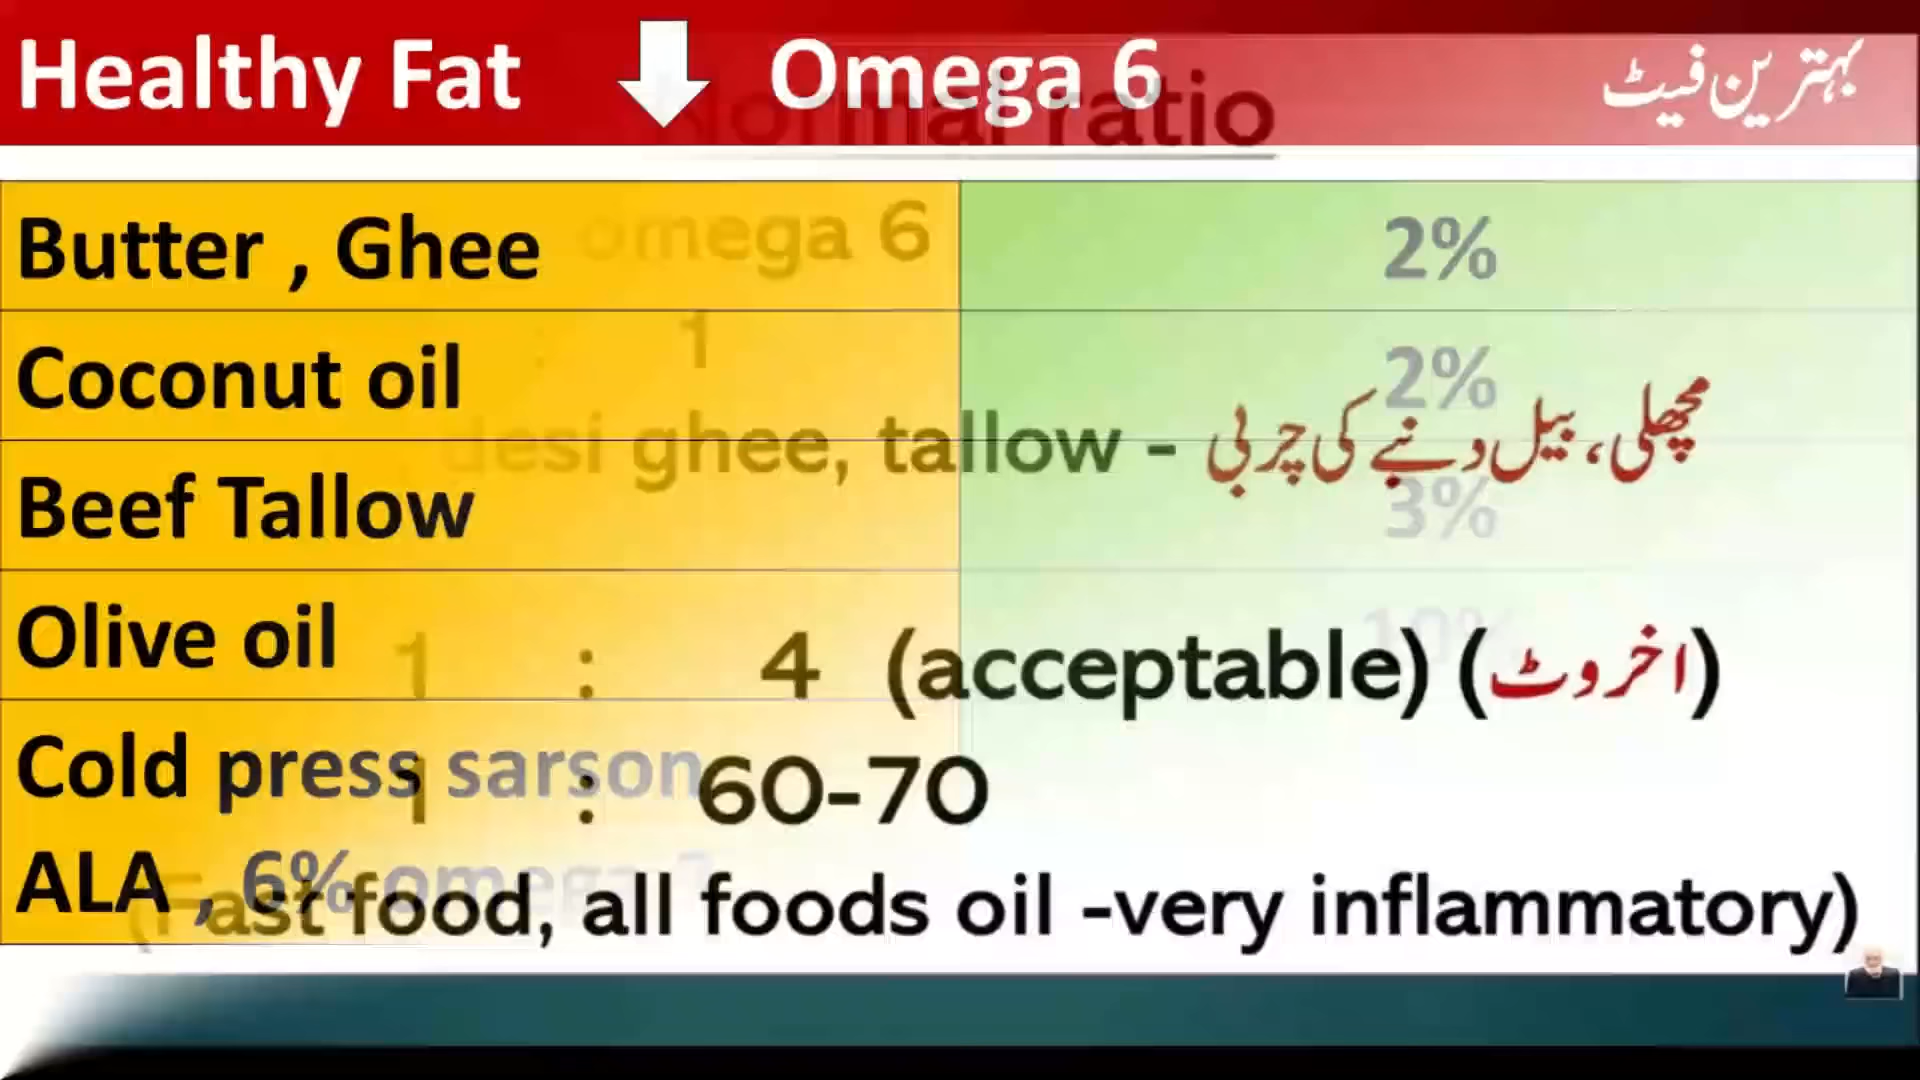 Healthy Fat Omega 6 بہترین فیٹ
Normal ratio
Butter , Ghee 2%
omega 6
Coconut oil 2%
: 1
desi ghee, tallow - مچھلی، بیل دنبے کی چربی
Beef Tallow 3%
Olive oil 10%
1 : 4 (acceptable) (اخروٹ)
Cold press sarson
1 : 60-70
ALA , 6% omega
(Fast food, all foods oil -very inflammatory)